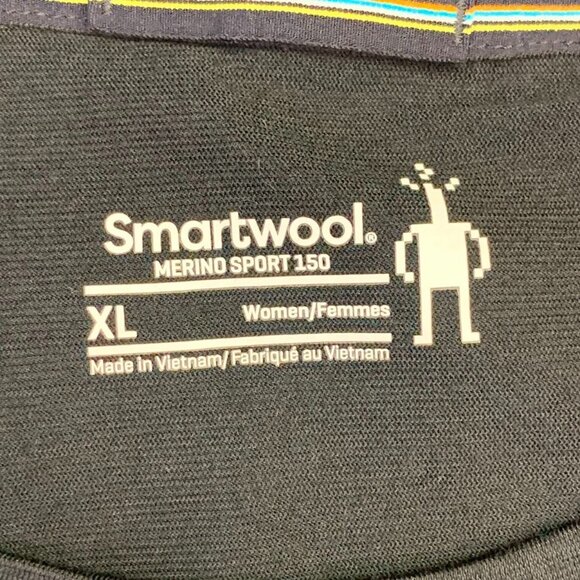 Smartwool®
MERINO SPORT 150
XL
Women/Femmes
Made in Vietnam/ Fabriqué au Vietnam